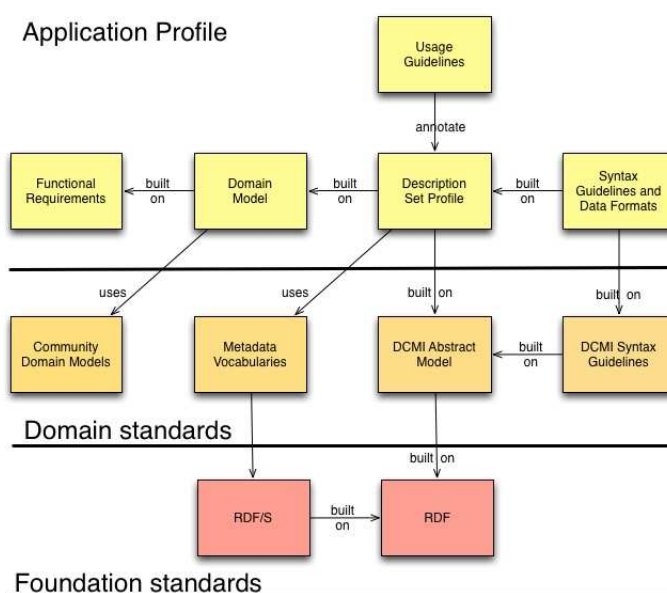 Application Profile
Usage
Guidelines
annotate
Functional
Requirements
built
on
Domain
Model
built
on
Description
Set Profile
built
on
Syntax
Guidelines and
Data Formats
uses
uses
built on
built on
Community
Domain Models
Metadata
Vocabularies
DCMI Abstract
Model
built
on
DCMI Syntax
Guidelines
Domain standards
built on
RDF/S
built
on
RDF
Foundation standards